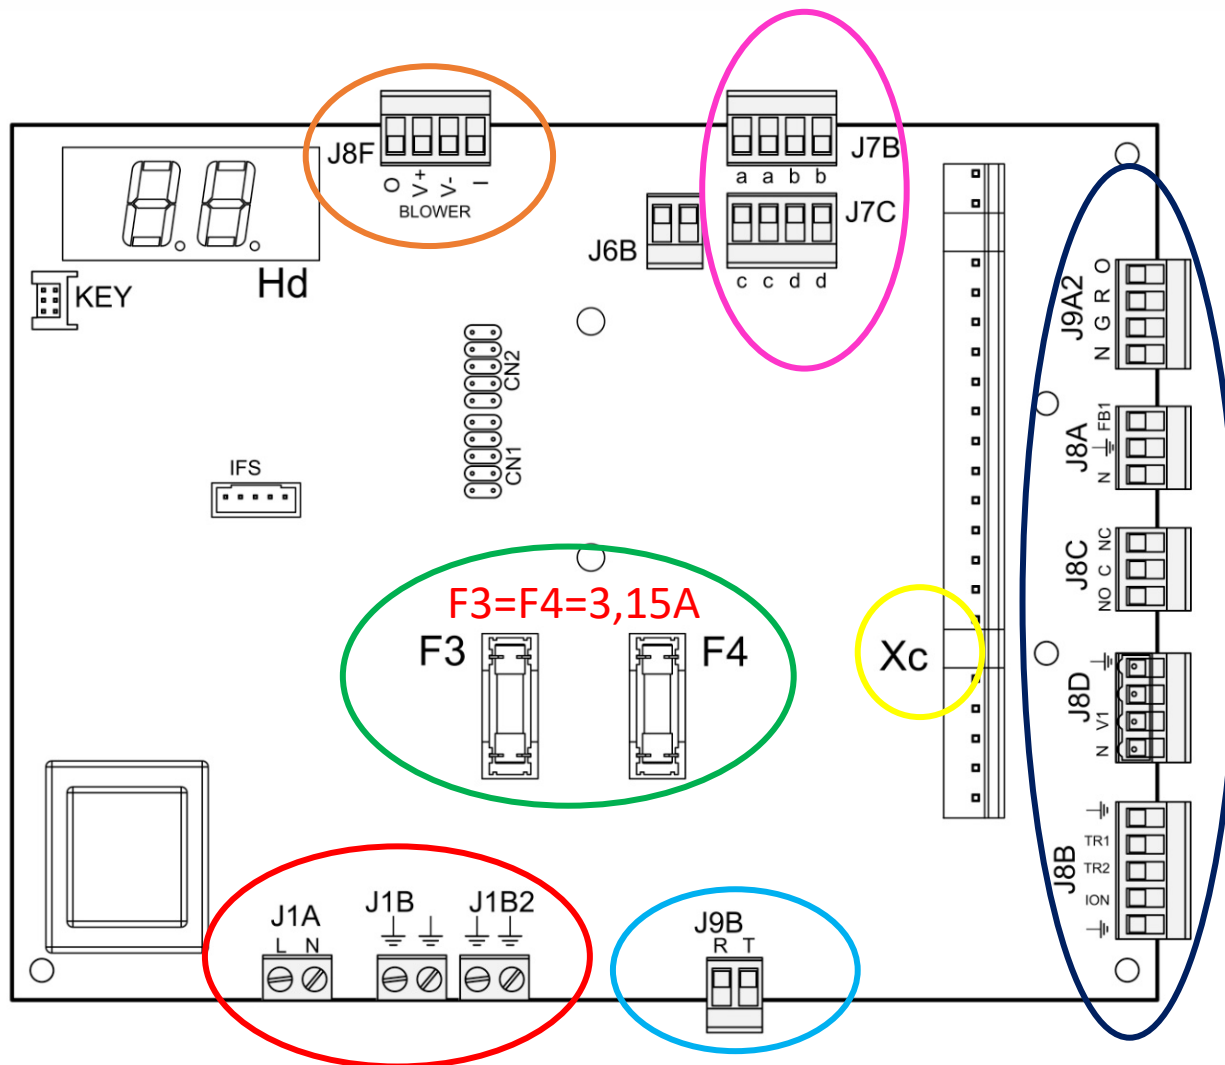 J8F
O V+ V- I
BLOWER
J7B
a a b b
J7C
c c d d
J6B
Hd
KEY
CN2
CN1
IFS
F3=F4=3,15A
F3
F4
Xc
J9A2
N G R O
J8A
N FB1
J8C
NO C NC
J8D
N V1
J8B
TR1
TR2
ION
J1A
L N
J1B
J1B2
J9B
R T